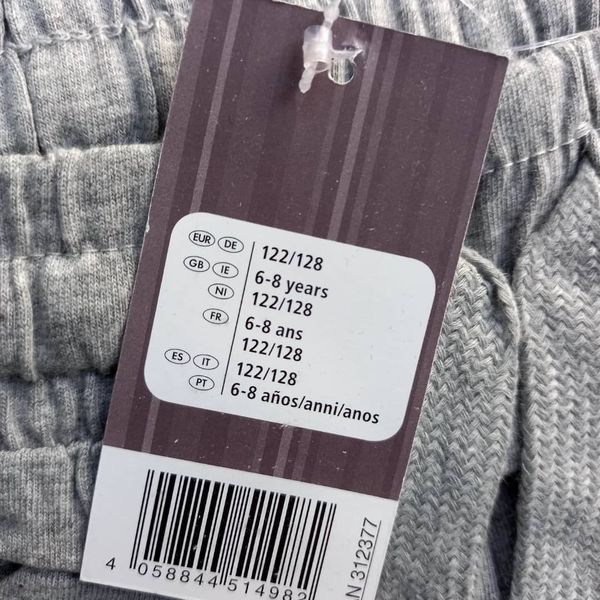 EUR DE 122/128
GB IE 6-8 years
NI 122/128
FR 6-8 ans
122/128
ES IT 122/128
PT 6-8 años/anni/anos
4 058844 514982
N 312377